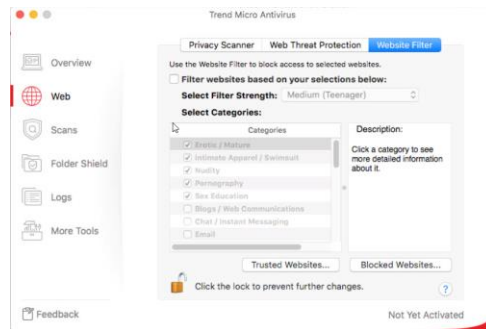 Trend Micro Antivirus
Privacy Scanner Web Threat Protection Website Filter
Use the Website Filter to block access to selected websites.
Filter websites based on your selections below:
Select Filter Strength: Medium (Teenager)
Select Categories:
Categories
Erotic / Mature
Intimate Apparel / Swimsuit
Nudity
Pornography
Sex Education
Blogs / Web Communications
Chat / Instant Messaging
Email
Description:
Click a category to see
more detailed information
about it.
Trusted Websites... Blocked Websites...
Click the lock to prevent further changes.
?
Overview
Web
Scans
Folder Shield
Logs
More Tools
Feedback
Not Yet Activated